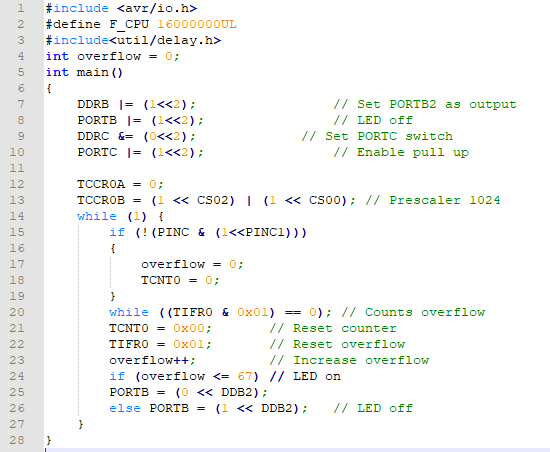 1 #include <avr/io.h>
2 #define F_CPU 16000000UL
3 #include<util/delay.h>
4 int overflow = 0;
5 int main()
6 {
7     DDRB |= (1<<2);                 // Set PORTB2 as output
8     PORTB |= (1<<2);                // LED off
9     DDRC &= (0<<2);             // Set PORTC switch
10     PORTC |= (1<<2);                // Enable pull up
11
12     TCCR0A = 0;
13     TCCR0B = (1 << CS02) | (1 << CS00); // Prescaler 1024
14     while (1) {
15         if (!(PINC & (1<<PINC1)))
16         {
17             overflow = 0;
18             TCNT0 = 0;
19         }
20         while ((TIFR0 & 0x01) == 0); // Counts overflow
21         TCNT0 = 0x00;       // Reset counter
22         TIFR0 = 0x01;       // Reset overflow
23         overflow++;         // Increase overflow
24         if (overflow <= 67) // LED on
25         PORTB = (0 << DDB2);
26         else PORTB = (1 << DDB2);   // LED off
27     }
28 }